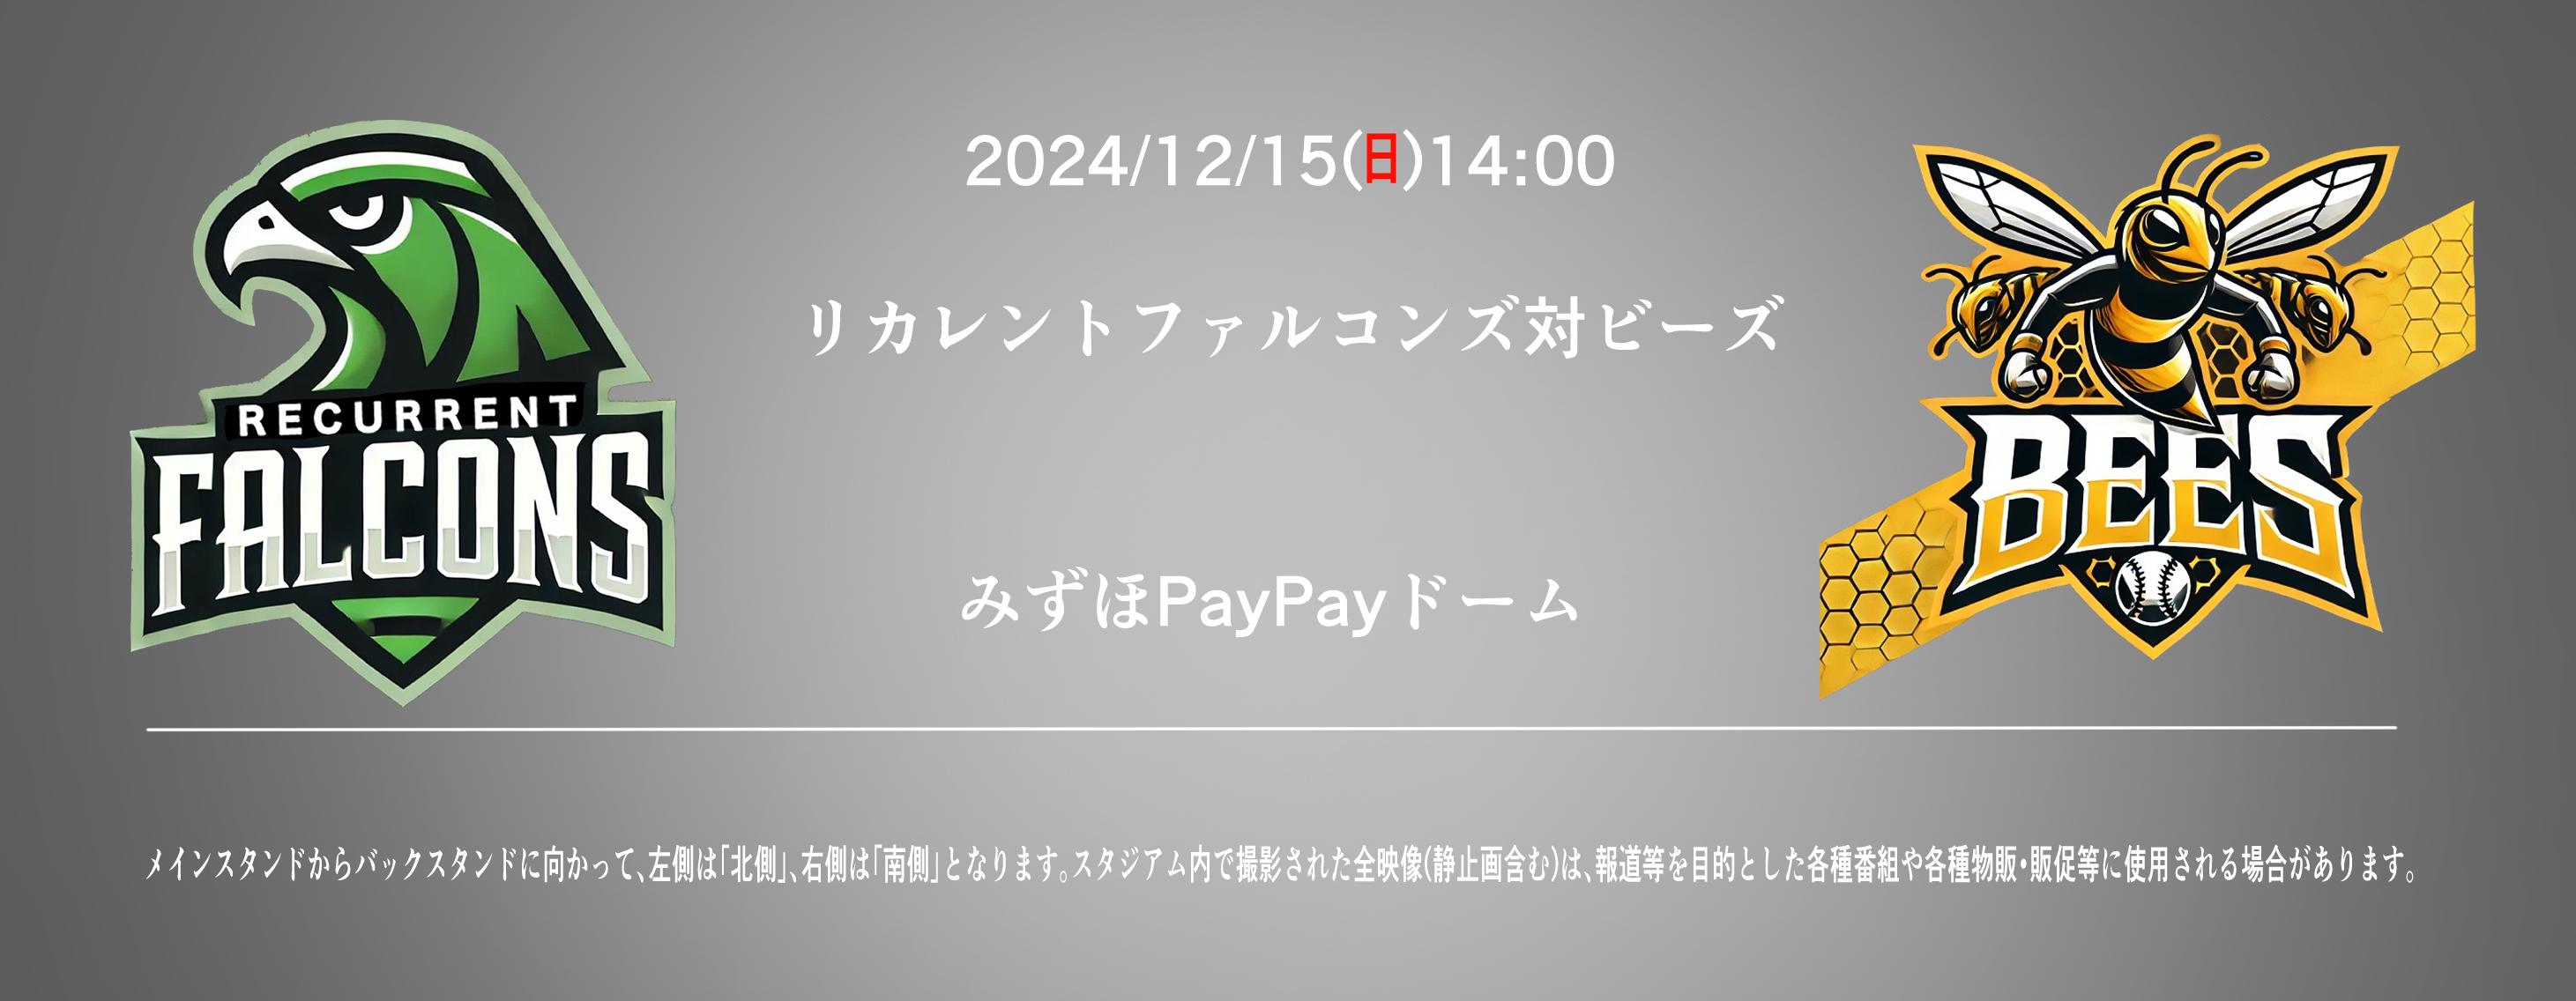 2024/12/15(日)14:00
リカレントファルコンズ対ビーズ
RECURRENT
FALCONS
BEES
みずほPayPayドーム
メインスタンドからバックスタンドに向かって、左側は「北側」、右側は「南側」となります。スタジアム内で撮影された全映像(静止画含む)は、報道等を目的とした各種番組や各種物販・販促等に使用される場合があります。